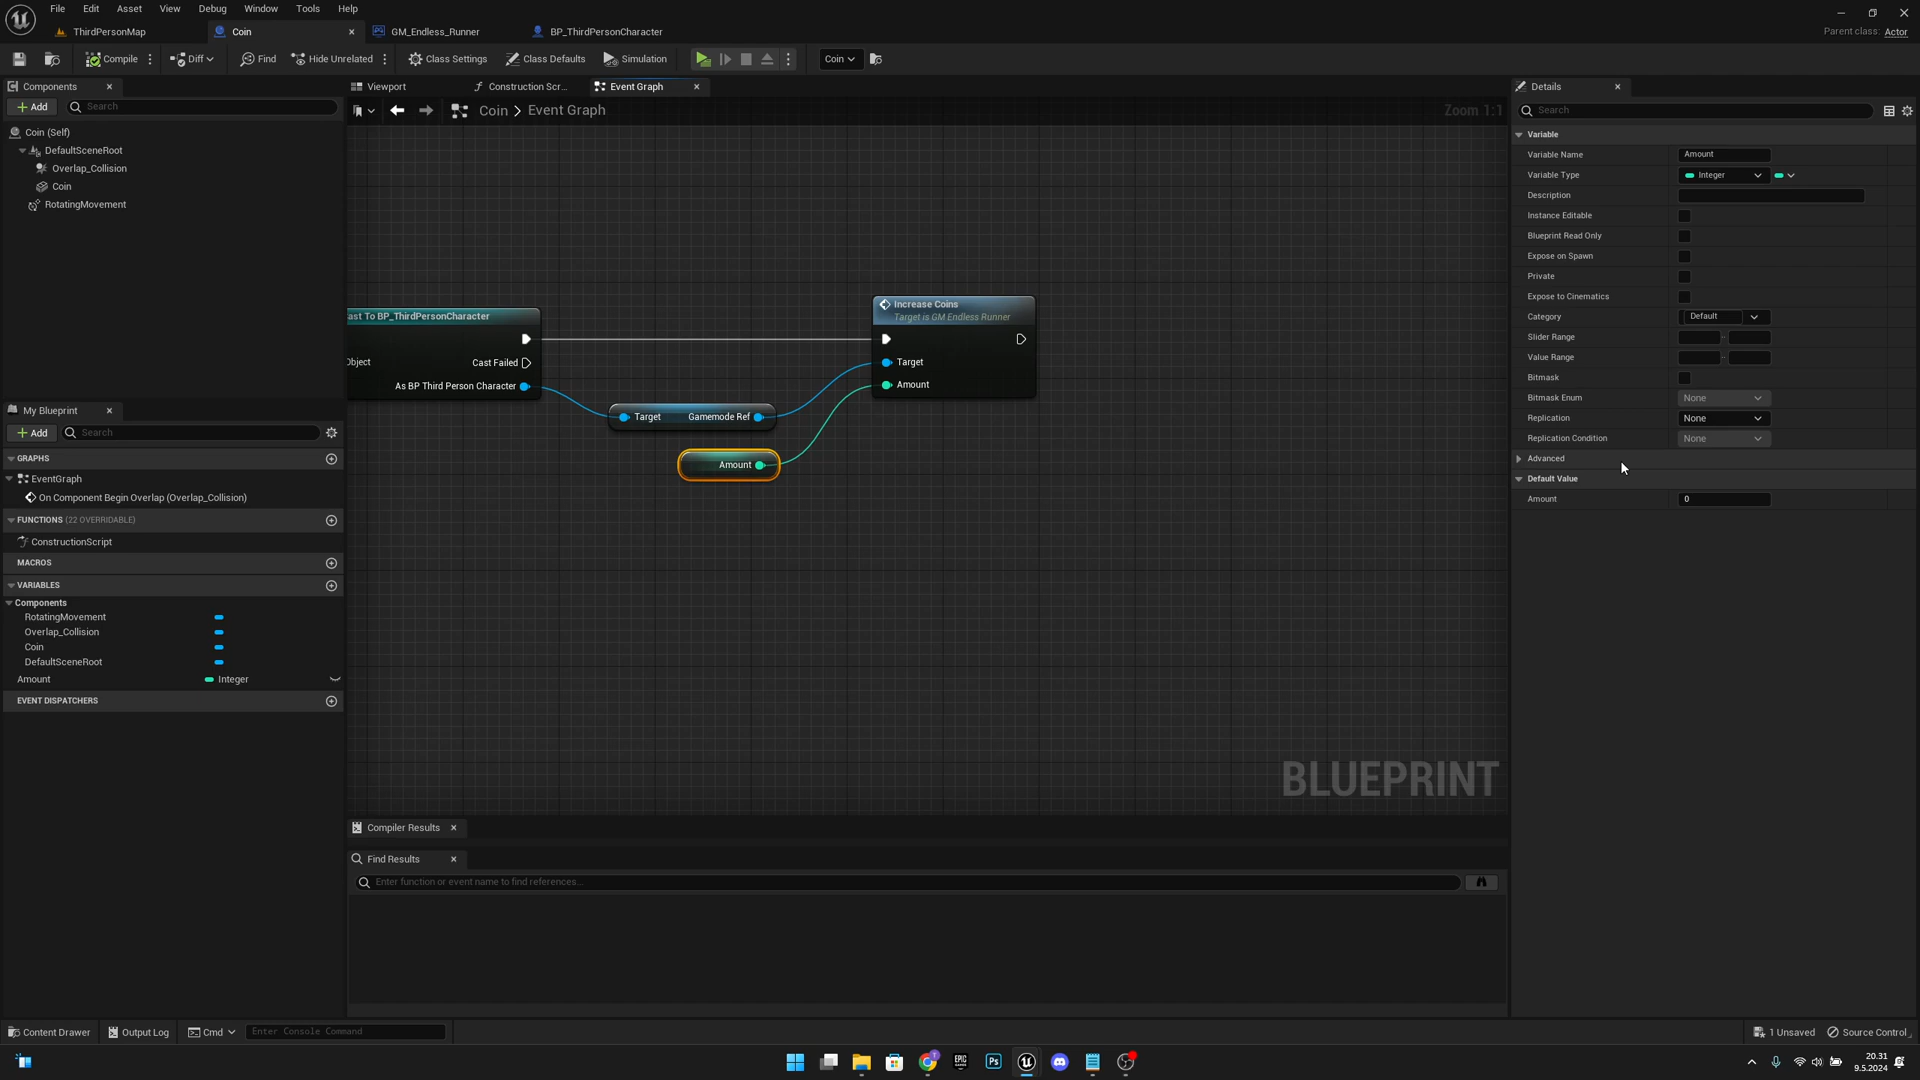 File Edit View Asset Window Debug Tools Help
ThirdPersonMap Coin GM_Endless_Runner BP_ThirdPersonCharacter Parent class: Actor
Compile Diff Find Hide Unrelated Class Settings Class Defaults Simulation Coin
Components
Add Search
Coin (Self)
DefaultSceneRoot
Overlap_Collision
Coin
RotatingMovement
My Blueprint
Add Search
GRAPHS
EventGraph
On Component Begin Overlap (Overlap_Collision)
FUNCTIONS (22 OVERRIDABLE)
ConstructionScript
MACROS
VARIABLES
Components
RotatingMovement
Overlap_Collision
Coin
DefaultSceneRoot
Amount Integer
EVENT DISPATCHERS
Viewport Construction Scr... Event Graph
Coin > Event Graph Zoom 1:1
ast To BP_ThirdPersonCharacter
Object Cast Failed
As BP Third Person Character
Target Gamemode Ref
Amount
Increase Coins
Target is GM Endless Runner
Target
Amount
BLUEPRINT
Compiler Results
Find Results
Enter function or event name to find references...
Details
Search
Variable
Variable Name Amount
Variable Type Integer
Description
Instance Editable
Blueprint Read Only
Expose on Spawn
Private
Expose to Cinematics
Category Default
Slider Range
Value Range
Bitmask
Bitmask Enum None
Replication None
Replication Condition None
Advanced
Default Value
Amount 0
Content Drawer Output Log Cmd Enter Console Command 1 Unsaved Source Control
20.31
9.5.2024